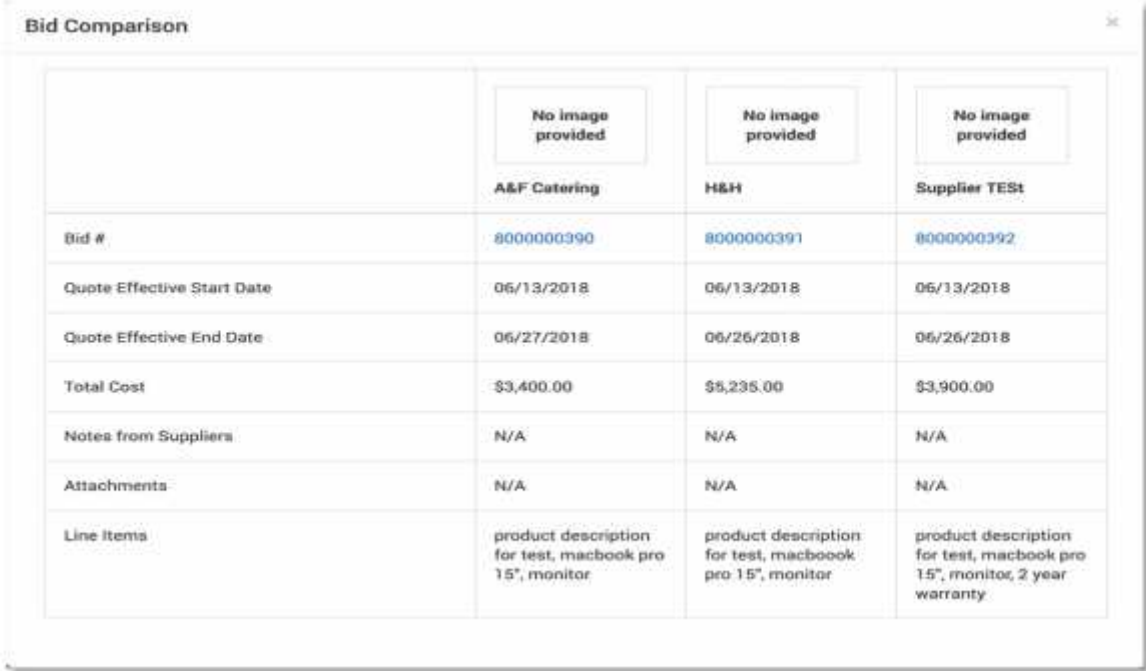 Bid Comparison
×
No image
provided
A&F Catering
No image
provided
H&H
No image
provided
Supplier TESt
Bid # 8000000390 8000000391 8000000392
Quote Effective Start Date 06/13/2018 06/13/2018 06/13/2018
Quote Effective End Date 06/27/2018 06/26/2018 06/26/2018
Total Cost $3,400.00 $5,235.00 $3,900.00
Notes from Suppliers N/A N/A N/A
Attachments N/A N/A N/A
Line Items
product description
for test, macbook pro
15", monitor
product description
for test, macboook
pro 15", monitor
product description
for test, macbook pro
15", monitor, 2 year
warranty